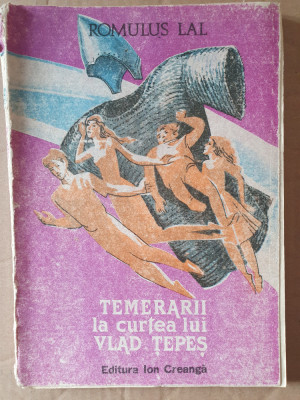 ROMULUS LAL
TEMERARII
la curtea lui
VLAD ȚEPEȘ
Editura Ion Creangă